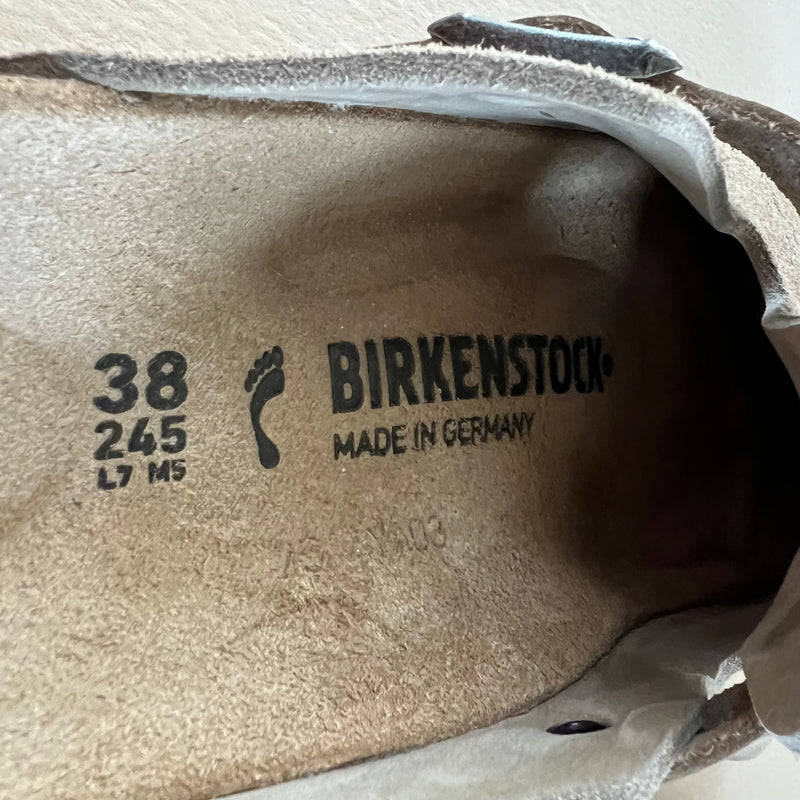 38
245
L7 M5
BIRKENSTOCK
MADE IN GERMANY